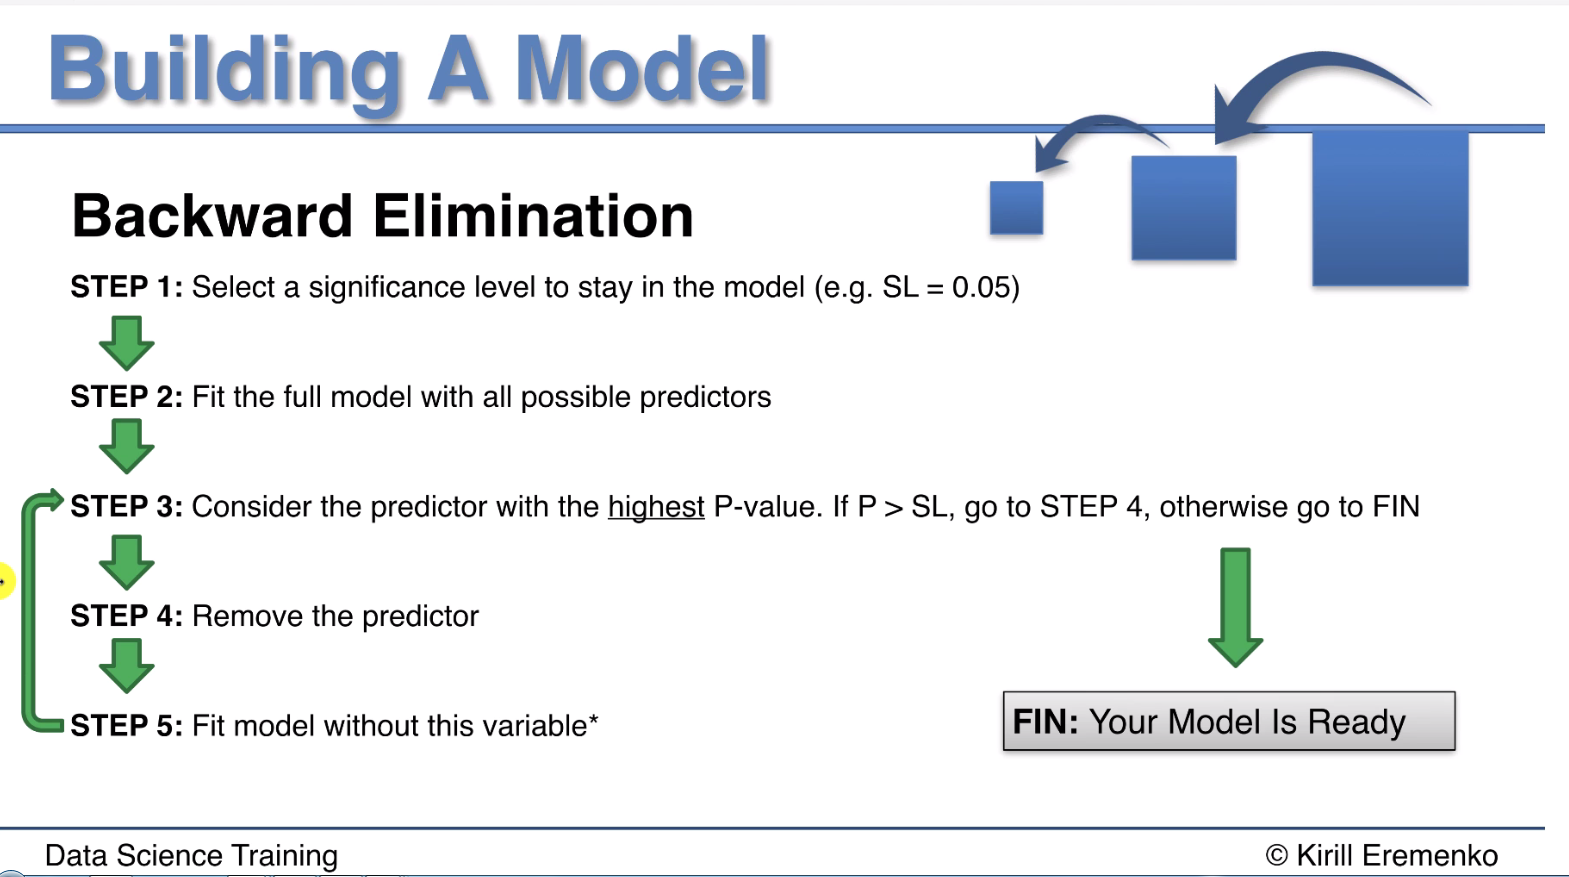 Building A Model
Backward Elimination
STEP 1: Select a significance level to stay in the model (e.g. SL = 0.05)
STEP 2: Fit the full model with all possible predictors
STEP 3: Consider the predictor with the highest P-value. If P > SL, go to STEP 4, otherwise go to FIN
STEP 4: Remove the predictor
STEP 5: Fit model without this variable*
FIN: Your Model Is Ready
Data Science Training
© Kirill Eremenko